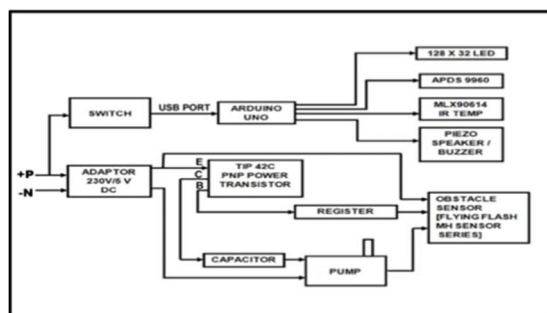 128 X 32 LED
APDS 9960
MLX90614
IR TEMP
PIEZO
SPEAKER /
BUZZER
SWITCH
USB PORT
ARDUINO
UNO
+P
-N
ADAPTOR
230V/5 V
DC
E
C
B
TIP 42C
PNP POWER
TRANSISTOR
REGISTER
OBSTACLE
SENSOR
[FLYING FLASH
MH SENSOR
SERIES]
CAPACITOR
PUMP